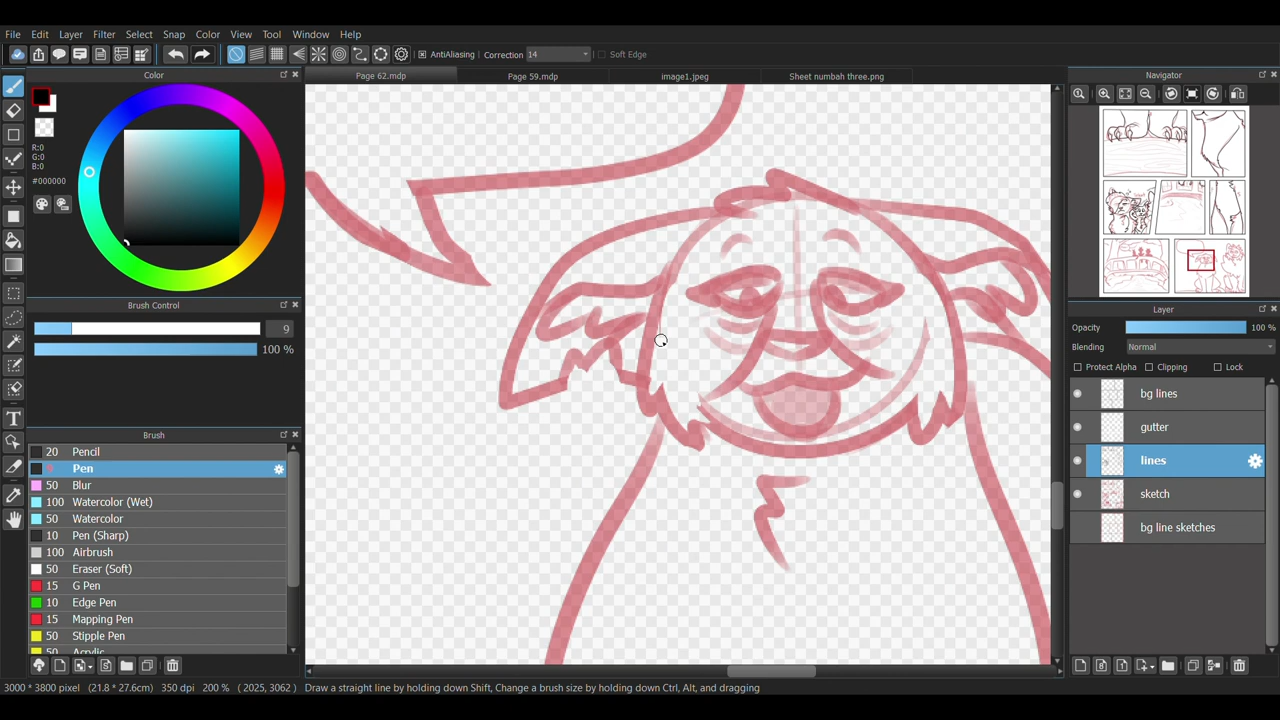 File Edit Layer Filter Select Snap Color View Tool Window Help
AntiAliasing Correction 14 Soft Edge
Color
Page 62.mdp Page 59.mdp image1.jpeg Sheet numbah three.png
Navigator
R:0
G:0
B:0
#000000
Brush Control
9
100 %
Layer
Opacity 100 %
Blending Normal
Protect Alpha Clipping Lock
bg lines
gutter
lines
sketch
bg line sketches
Brush
20 Pencil
9 Pen
50 Blur
100 Watercolor (Wet)
50 Watercolor
10 Pen (Sharp)
100 Airbrush
50 Eraser (Soft)
15 G Pen
10 Edge Pen
15 Mapping Pen
50 Stipple Pen
50 Acrylic
3000 * 3800 pixel (21.8 * 27.6cm) 350 dpi 200 % ( 2025, 3062 ) Draw a straight line by holding down Shift, Change a brush size by holding down Ctrl, Alt, and dragging